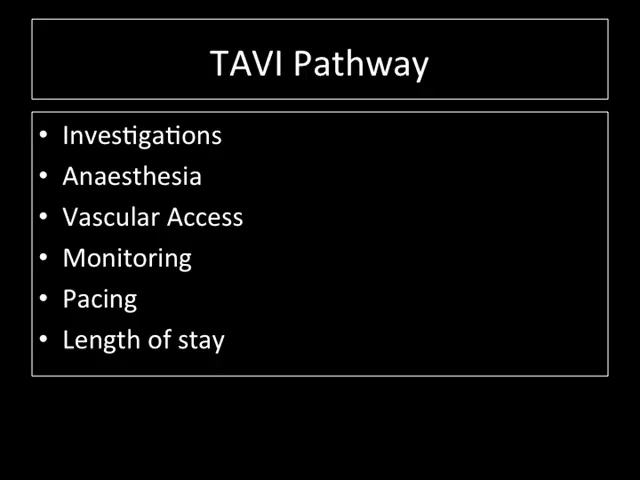 TAVI Pathway
• Investigations
• Anaesthesia
• Vascular Access
• Monitoring
• Pacing
• Length of stay